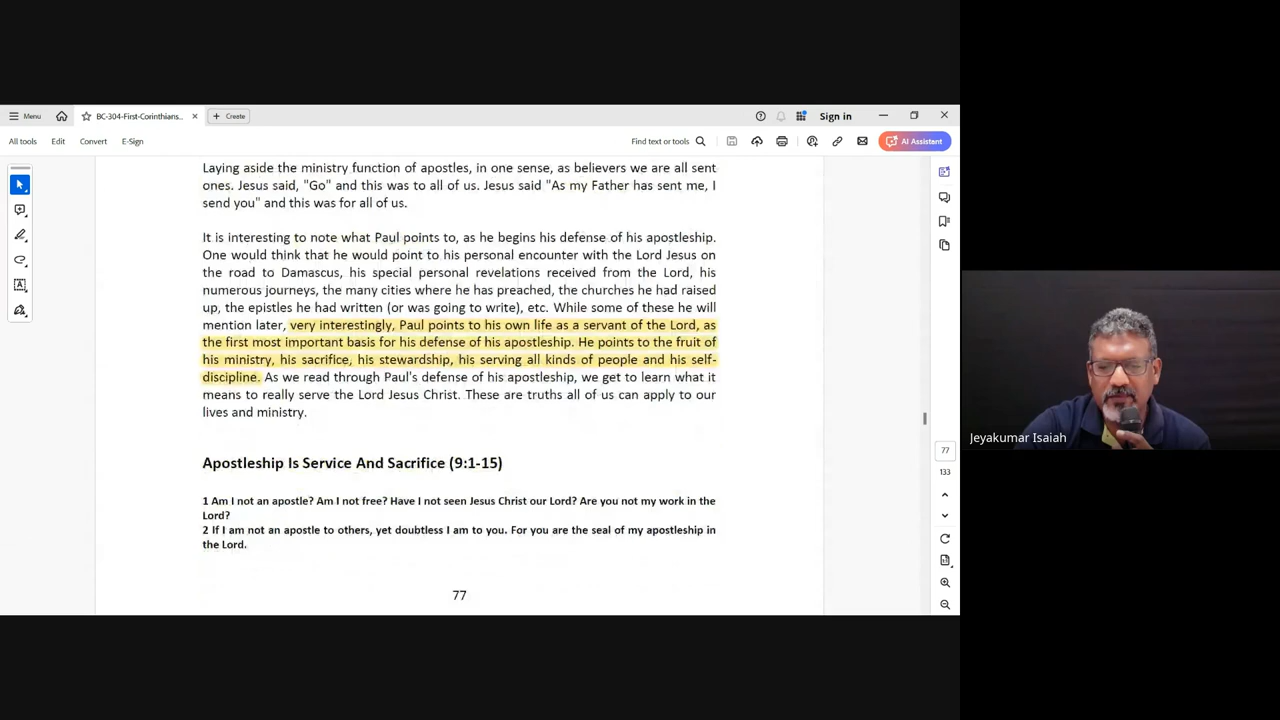 Menu
BC-304-First-Corinthians...
Create
Sign in
All tools
Edit
Convert
E-Sign
Find text or tools
AI Assistant
Laying aside the ministry function of apostles, in one sense, as believers we are all sent
ones. Jesus said, "Go" and this was to all of us. Jesus said "As my Father has sent me, I
send you" and this was for all of us.
It is interesting to note what Paul points to, as he begins his defense of his apostleship.
One would think that he would point to his personal encounter with the Lord Jesus on
the road to Damascus, his special personal revelations received from the Lord, his
numerous journeys, the many cities where he has preached, the churches he had raised
up, the epistles he had written (or was going to write), etc. While some of these he will
mention later, very interestingly, Paul points to his own life as a servant of the Lord, as
the first most important basis for his defense of his apostleship. He points to the fruit of
his ministry, his sacrifice, his stewardship, his serving all kinds of people and his self-
discipline. As we read through Paul's defense of his apostleship, we get to learn what it
means to really serve the Lord Jesus Christ. These are truths all of us can apply to our
lives and ministry.
Apostleship Is Service And Sacrifice (9:1-15)
1 Am I not an apostle? Am I not free? Have I not seen Jesus Christ our Lord? Are you not my work in the
Lord?
2 If I am not an apostle to others, yet doubtless I am to you. For you are the seal of my apostleship in
the Lord.
77
77
133
Jeyakumar Isaiah